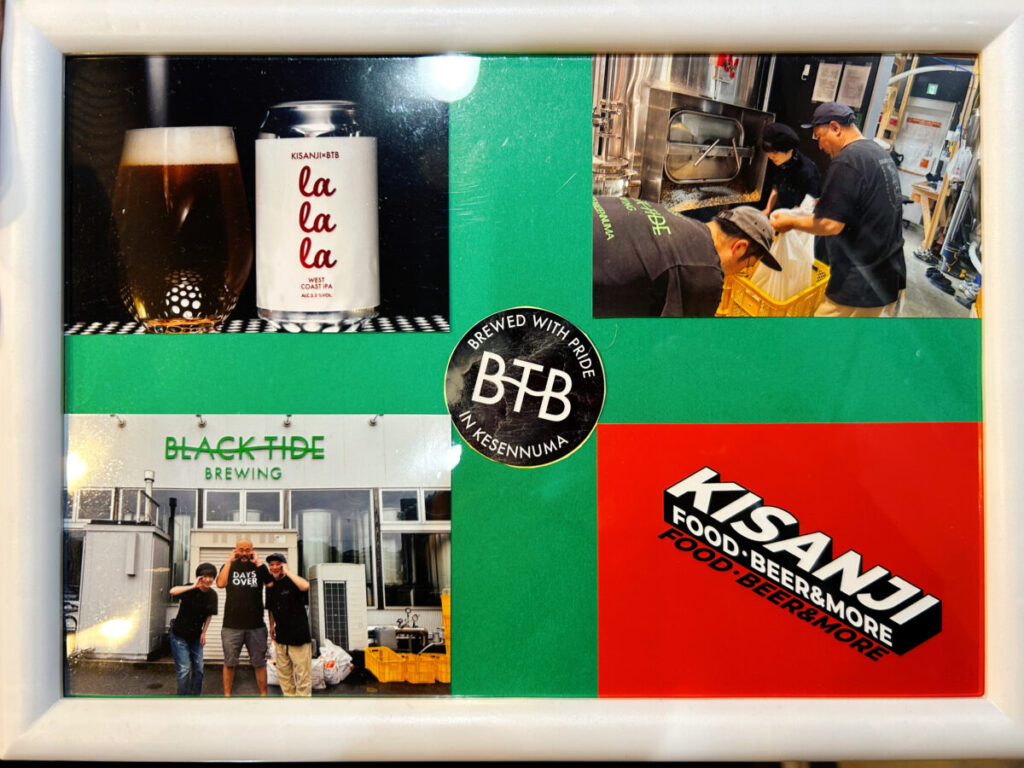 KISANJI×BTB
la
la
la
WEST
COAST IPA
BLACK TIDE
BREWING
DAYS
OVER
BREWED WITH PRIDE
BTB
IN KESENNUMA
KISANJI
FOOD·BEER&MORE
FOOD·BEER&MORE